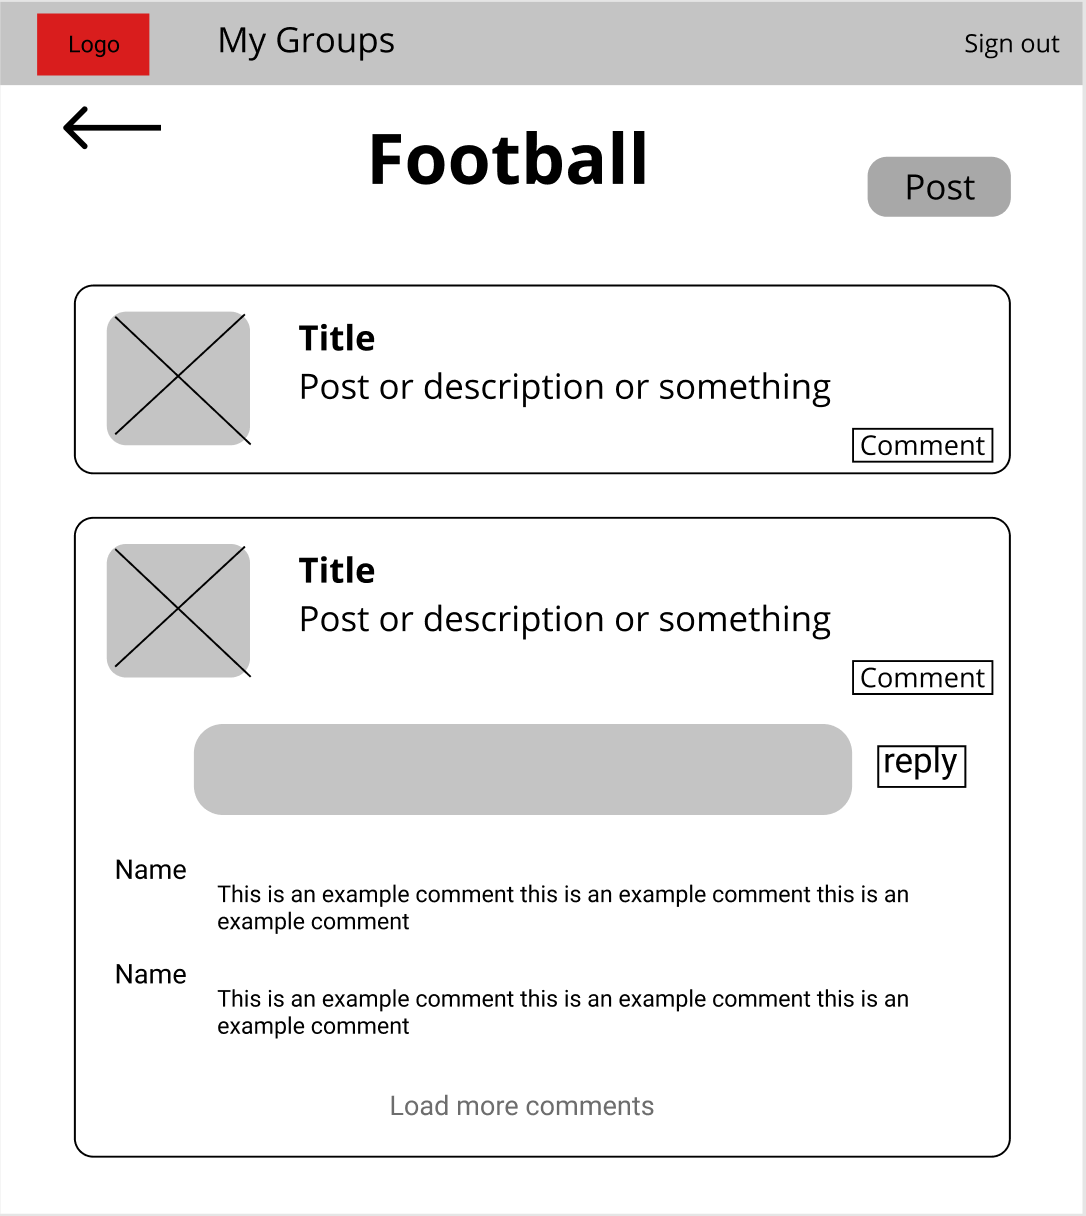 Logo
My Groups
Sign out
Football
Post
Title
Post or description or something
Comment
Title
Post or description or something
Comment
reply
Name
This is an example comment this is an example comment this is an
example comment
Name
This is an example comment this is an example comment this is an
example comment
Load more comments